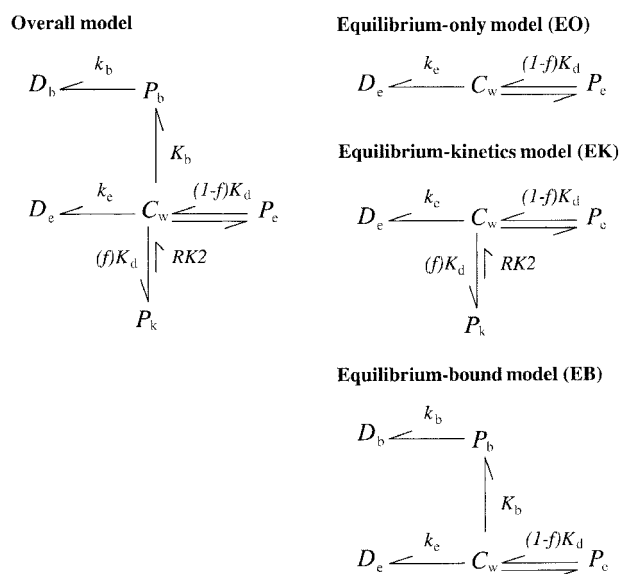 Overall model
k_b
D_b P_b
K_b
k_e (1-f)K_d
D_e C_w P_e
(f)K_d RK2
P_k
Equilibrium-only model (EO)
k_e (1-f)K_d
D_e C_w P_e
Equilibrium-kinetics model (EK)
k_e (1-f)K_d
D_e C_w P_e
(f)K_d RK2
P_k
Equilibrium-bound model (EB)
k_b
D_b P_b
K_b
k_e (1-f)K_d
D_e C_w P_e